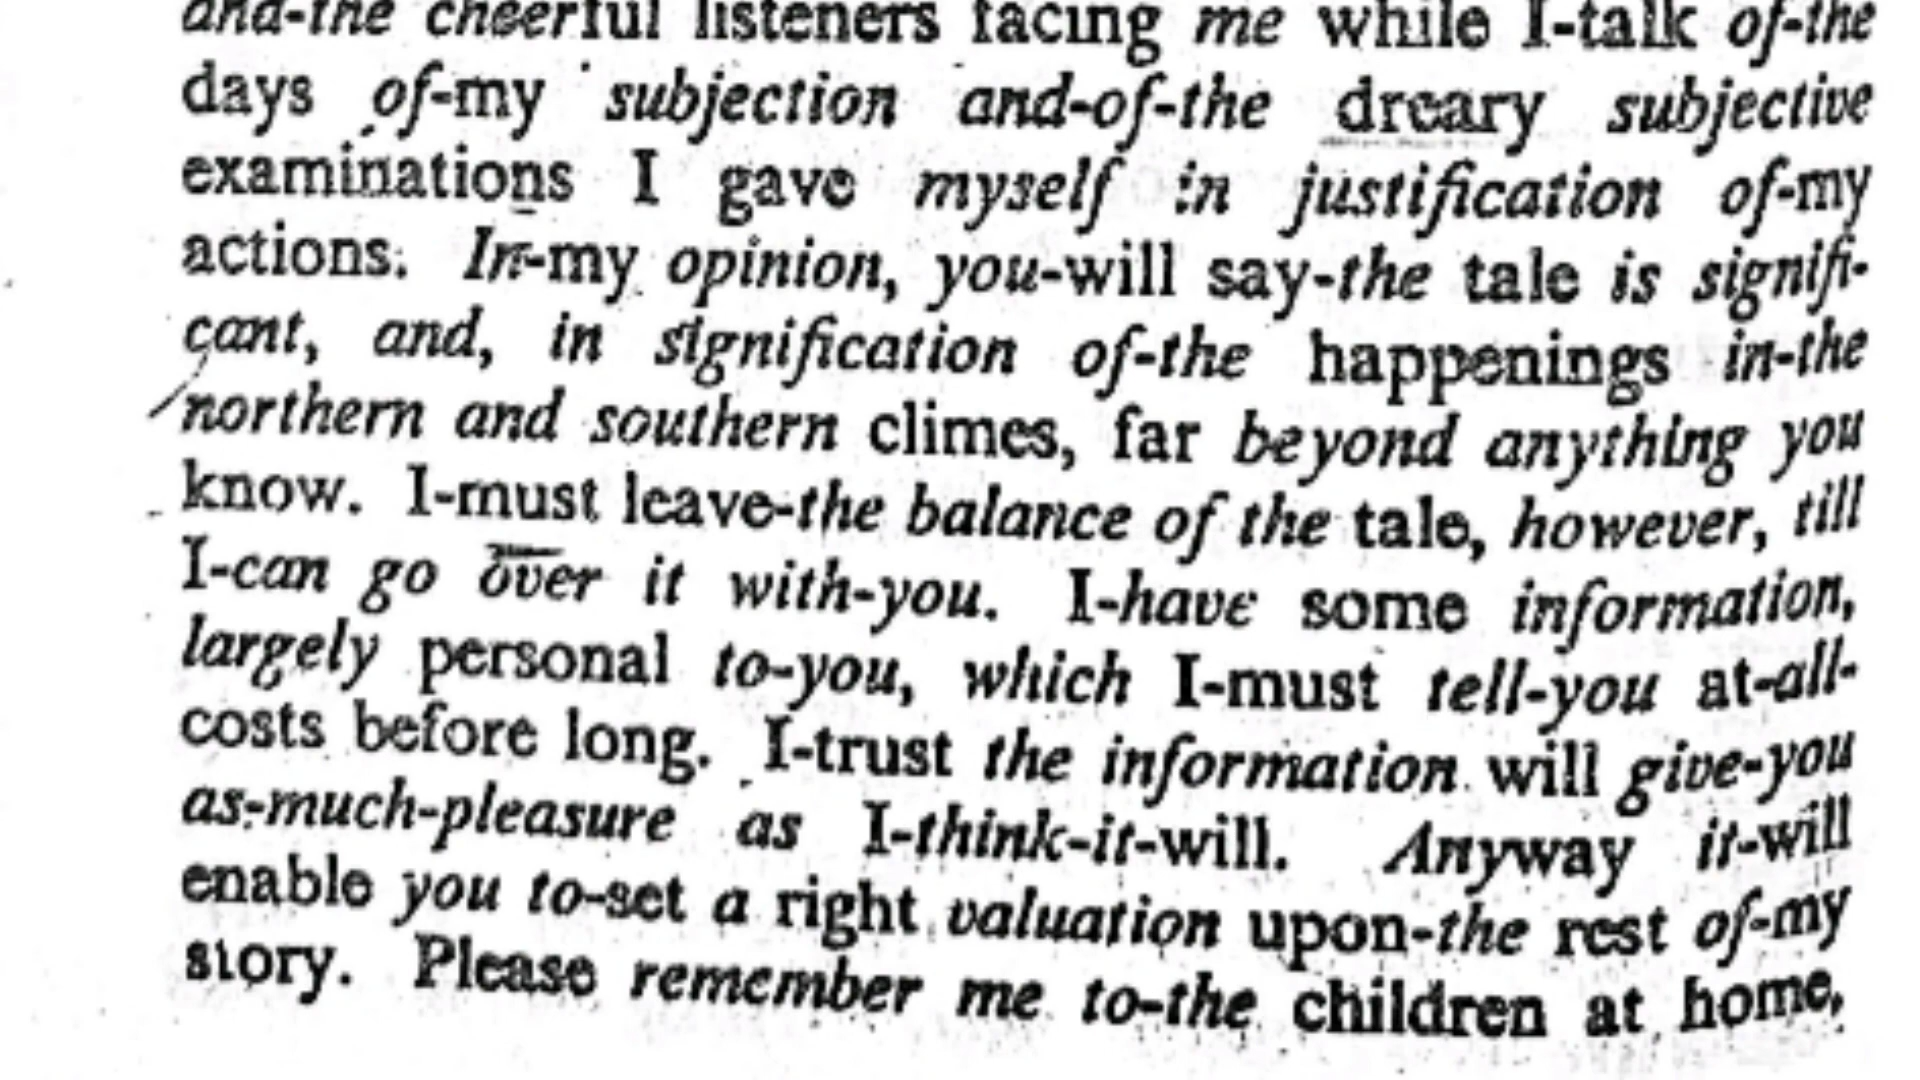 and-the cheerful listeners facing me while I-talk of-the
days of-my subjection and-of-the dreary subjective
examinations I gave myself in justification of-my
actions. In-my opinion, you-will say-the tale is signifi-
cant, and, in signification of-the happenings in-the
northern and southern climes, far beyond anything you
know. I-must leave-the balance of the tale, however, till
I-can go over it with-you. I-have some information,
largely personal to-you, which I-must tell-you at-all-
costs before long. I-trust the information will give-you
as-much-pleasure as I-think-it-will. Anyway it-will
enable you to-set a right valuation upon-the rest of-my
story. Please remember me to-the children at home,